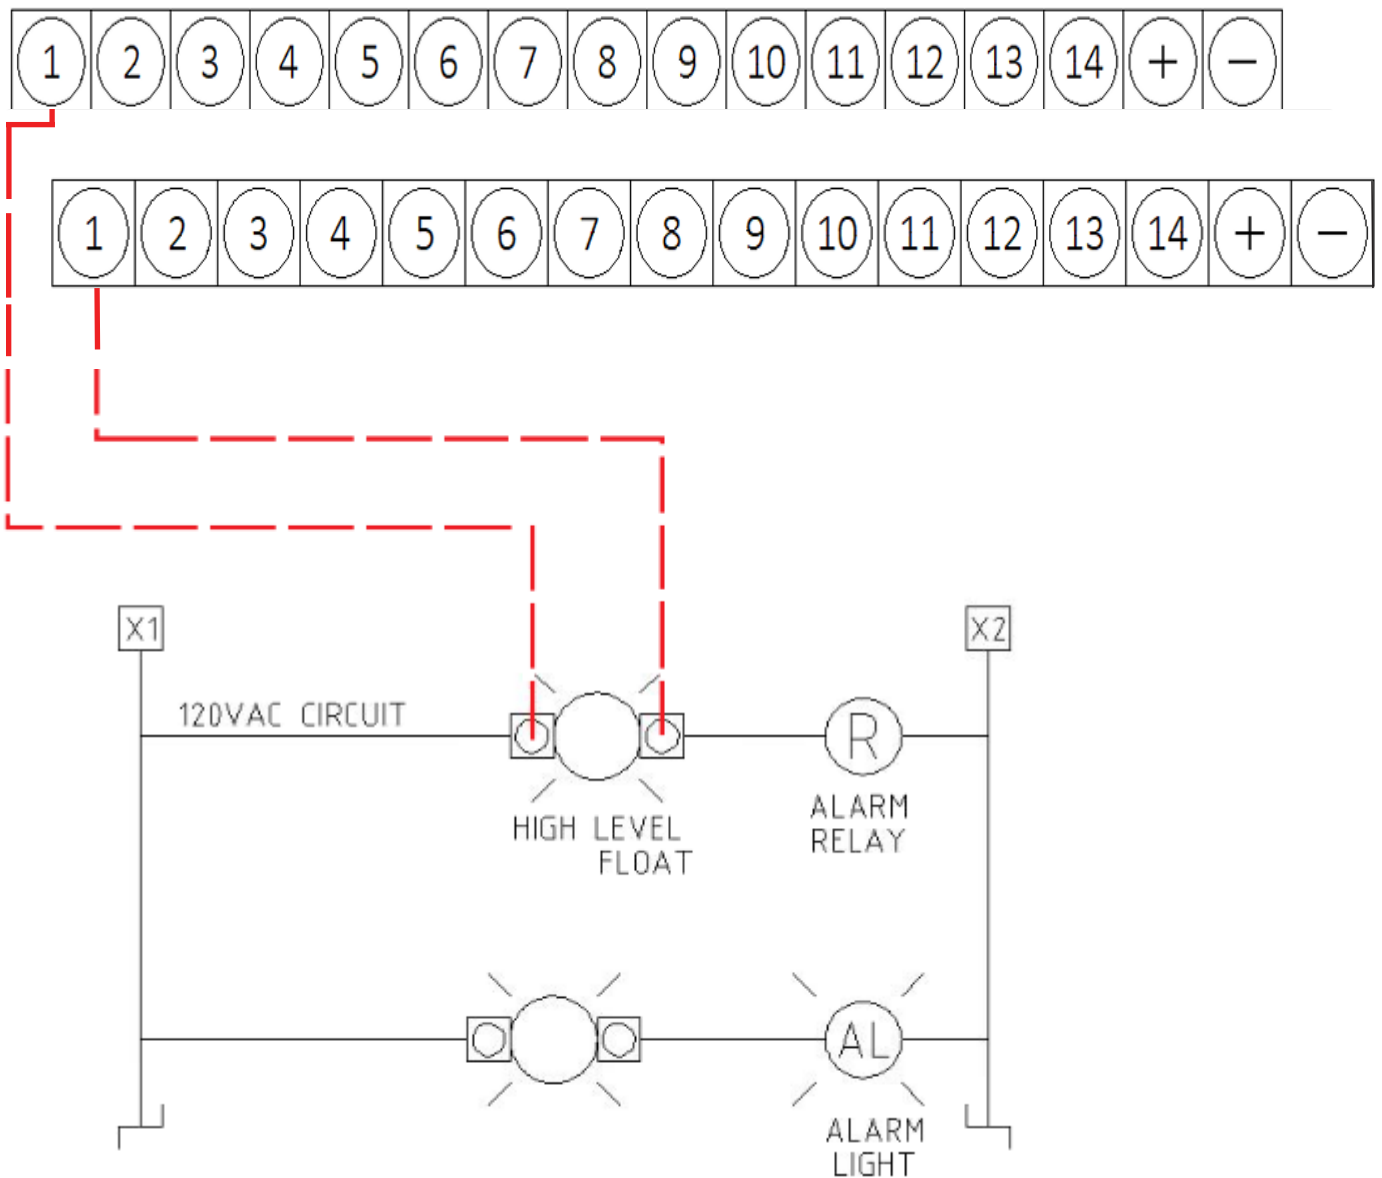 1 2 3 4 5 6 7 8 9 10 11 12 13 14 + −
1 2 3 4 5 6 7 8 9 10 11 12 13 14 + −
X1 X2
120VAC CIRCUIT
R
HIGH LEVEL
FLOAT
ALARM
RELAY
AL
ALARM
LIGHT